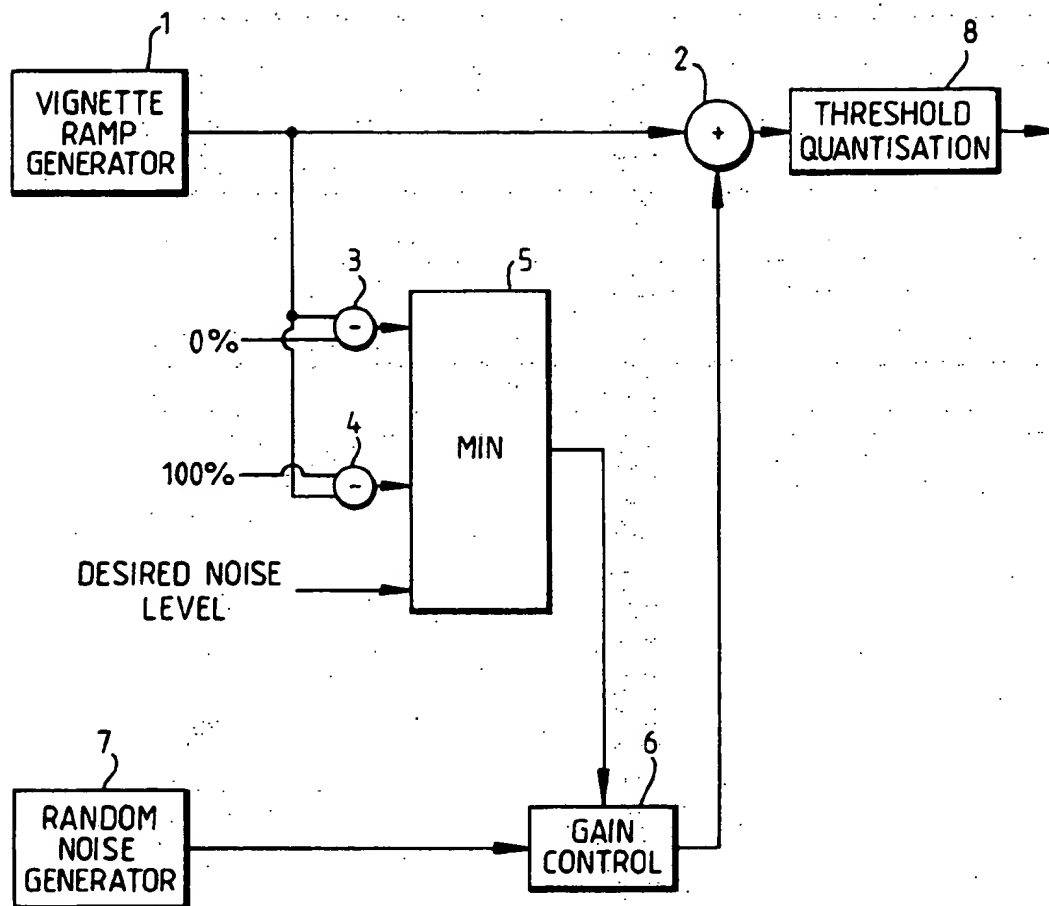 1
VIGNETTE
RAMP
GENERATOR
2
+
8
THRESHOLD
QUANTISATION
3
-
0%
5
MIN
4
-
100%
DESIRED NOISE
LEVEL
7
RANDOM
NOISE
GENERATOR
6
GAIN
CONTROL